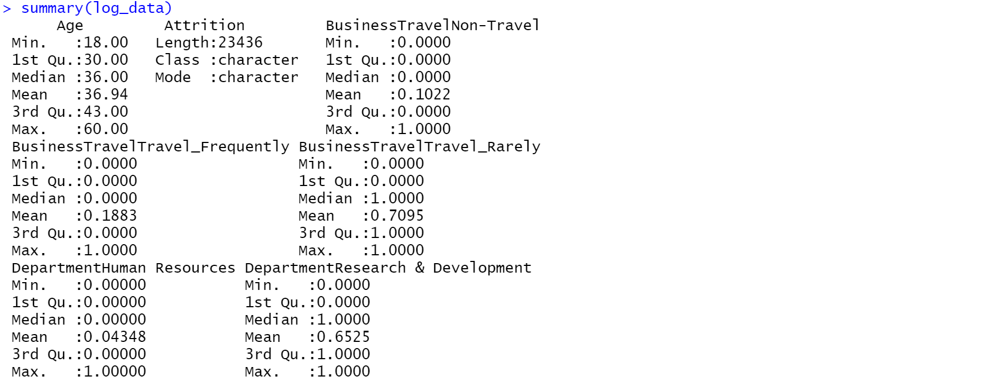 > summary(log_data)
      Age         Attrition         BusinessTravelNon-Travel
 Min.   :18.00   Length:23436       Min.   :0.0000
 1st Qu.:30.00   Class :character   1st Qu.:0.0000
 Median :36.00   Mode  :character   Median :0.0000
 Mean   :36.94                      Mean   :0.1022
 3rd Qu.:43.00                      3rd Qu.:0.0000
 Max.   :60.00                      Max.   :1.0000
 BusinessTravelTravel_Frequently BusinessTravelTravel_Rarely
 Min.   :0.0000                  Min.   :0.0000
 1st Qu.:0.0000                  1st Qu.:0.0000
 Median :0.0000                  Median :1.0000
 Mean   :0.1883                  Mean   :0.7095
 3rd Qu.:0.0000                  3rd Qu.:1.0000
 Max.   :1.0000                  Max.   :1.0000
 DepartmentHuman Resources DepartmentResearch & Development
 Min.   :0.00000           Min.   :0.0000
 1st Qu.:0.00000           1st Qu.:0.0000
 Median :0.00000           Median :1.0000
 Mean   :0.04348           Mean   :0.6525
 3rd Qu.:0.00000           3rd Qu.:1.0000
 Max.   :1.00000           Max.   :1.0000